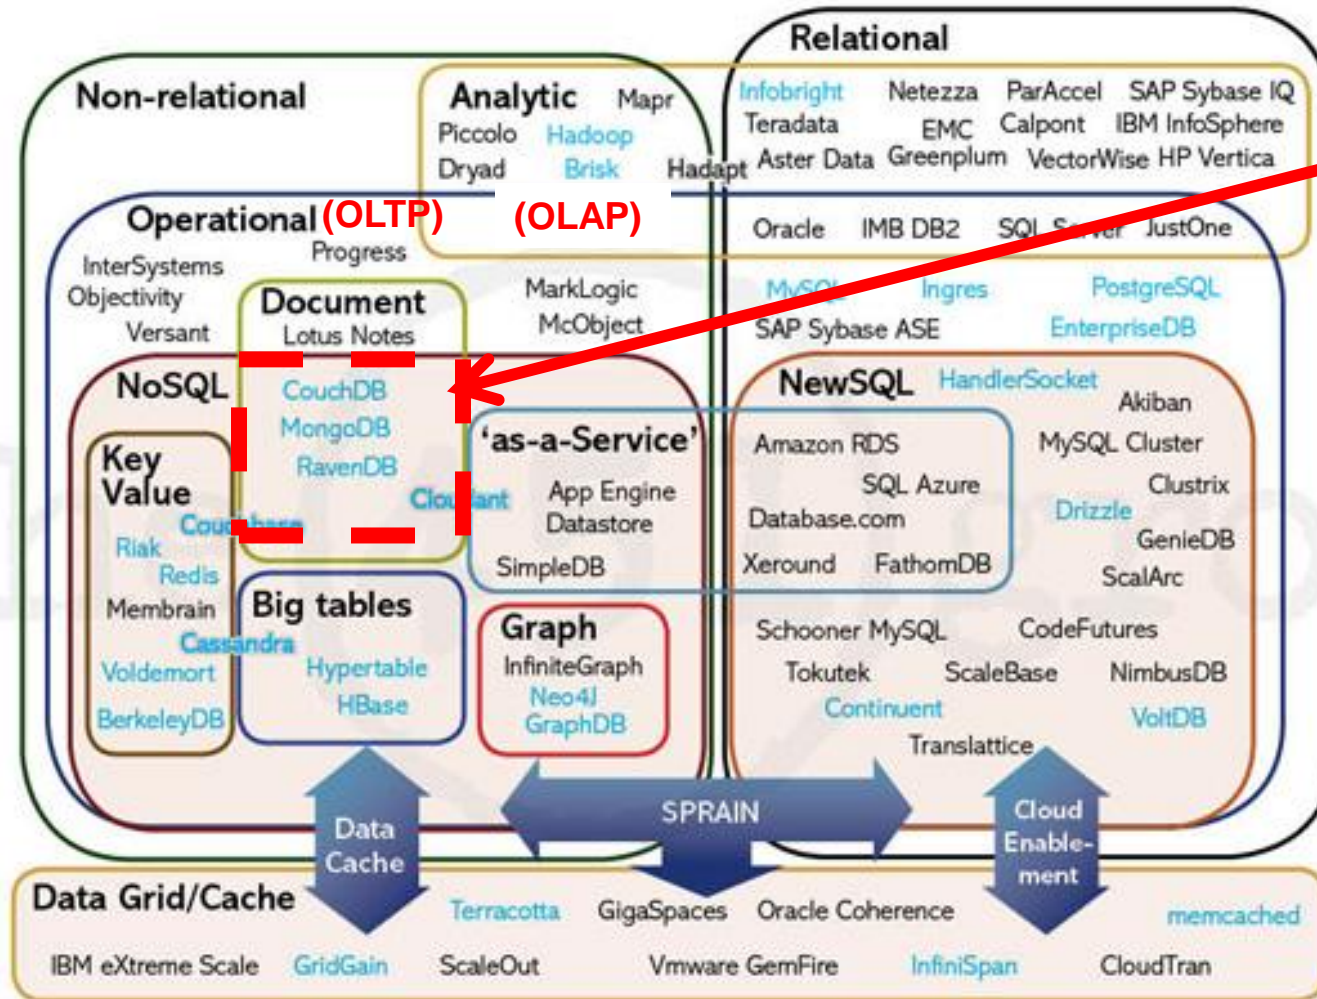 Relational
Non-relational
Analytic Mapr
Piccolo Hadoop
Dryad Brisk Hadapt
Infobright Netezza ParAccel SAP Sybase IQ
Teradata EMC Calpont IBM InfoSphere
Aster Data Greenplum VectorWise HP Vertica
Operational (OLTP) (OLAP)
Oracle IMB DB2 SQL Server JustOne
Progress
InterSystems
Objectivity
Versant
Document
Lotus Notes
MarkLogic
McObject
MySQL Ingres PostgreSQL
SAP Sybase ASE EnterpriseDB
NoSQL
CouchDB
MongoDB
RavenDB
Cloudant
Couchbase
Key
Value
Riak
Redis
Membrain
Cassandra
Voldemort
BerkeleyDB
Big tables
Hypertable
HBase
'as-a-Service'
App Engine
Datastore
SimpleDB
Graph
InfiniteGraph
Neo4J
GraphDB
NewSQL HandlerSocket
Akiban
Amazon RDS MySQL Cluster
SQL Azure Clustrix
Database.com Drizzle
GenieDB
Xeround FathomDB ScalArc
Schooner MySQL CodeFutures
Tokutek ScaleBase NimbusDB
Continuent VoltDB
Translattice
Data
Cache
SPRAIN
Cloud
Enable-
ment
Data Grid/Cache
Terracotta GigaSpaces Oracle Coherence memcached
IBM eXtreme Scale GridGain ScaleOut Vmware GemFire InfiniSpan CloudTran